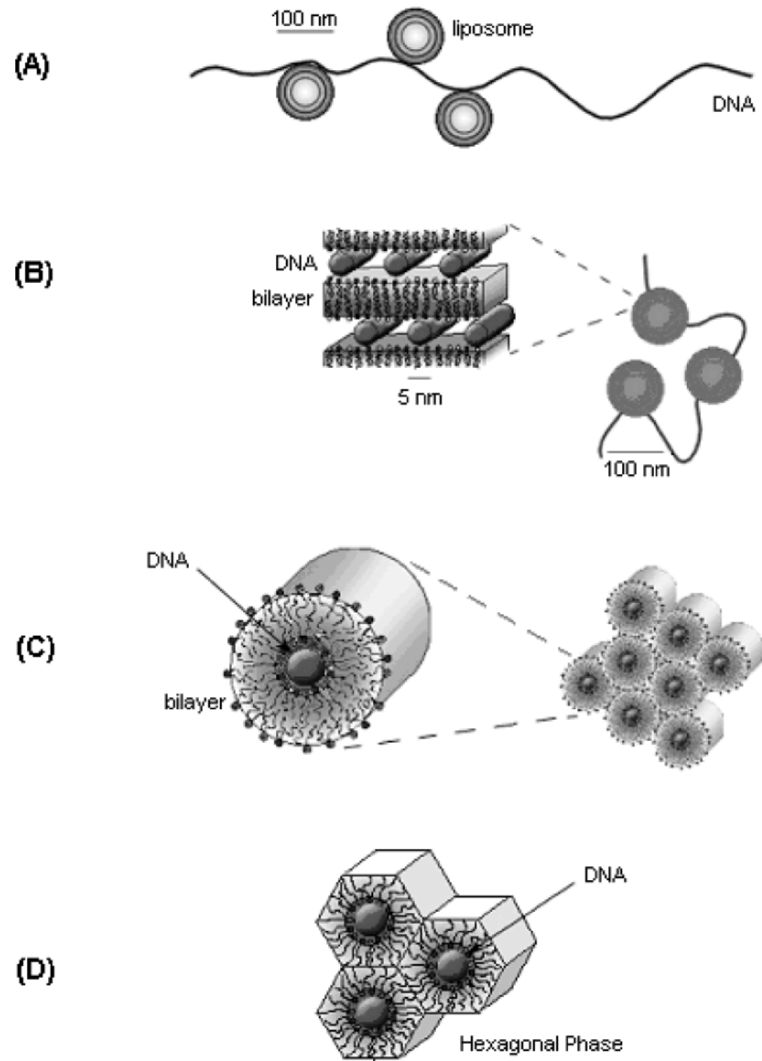 (A)
100 nm
liposome
DNA
(B)
DNA
bilayer
5 nm
100 nm
(C)
DNA
bilayer
(D)
DNA
Hexagonal Phase